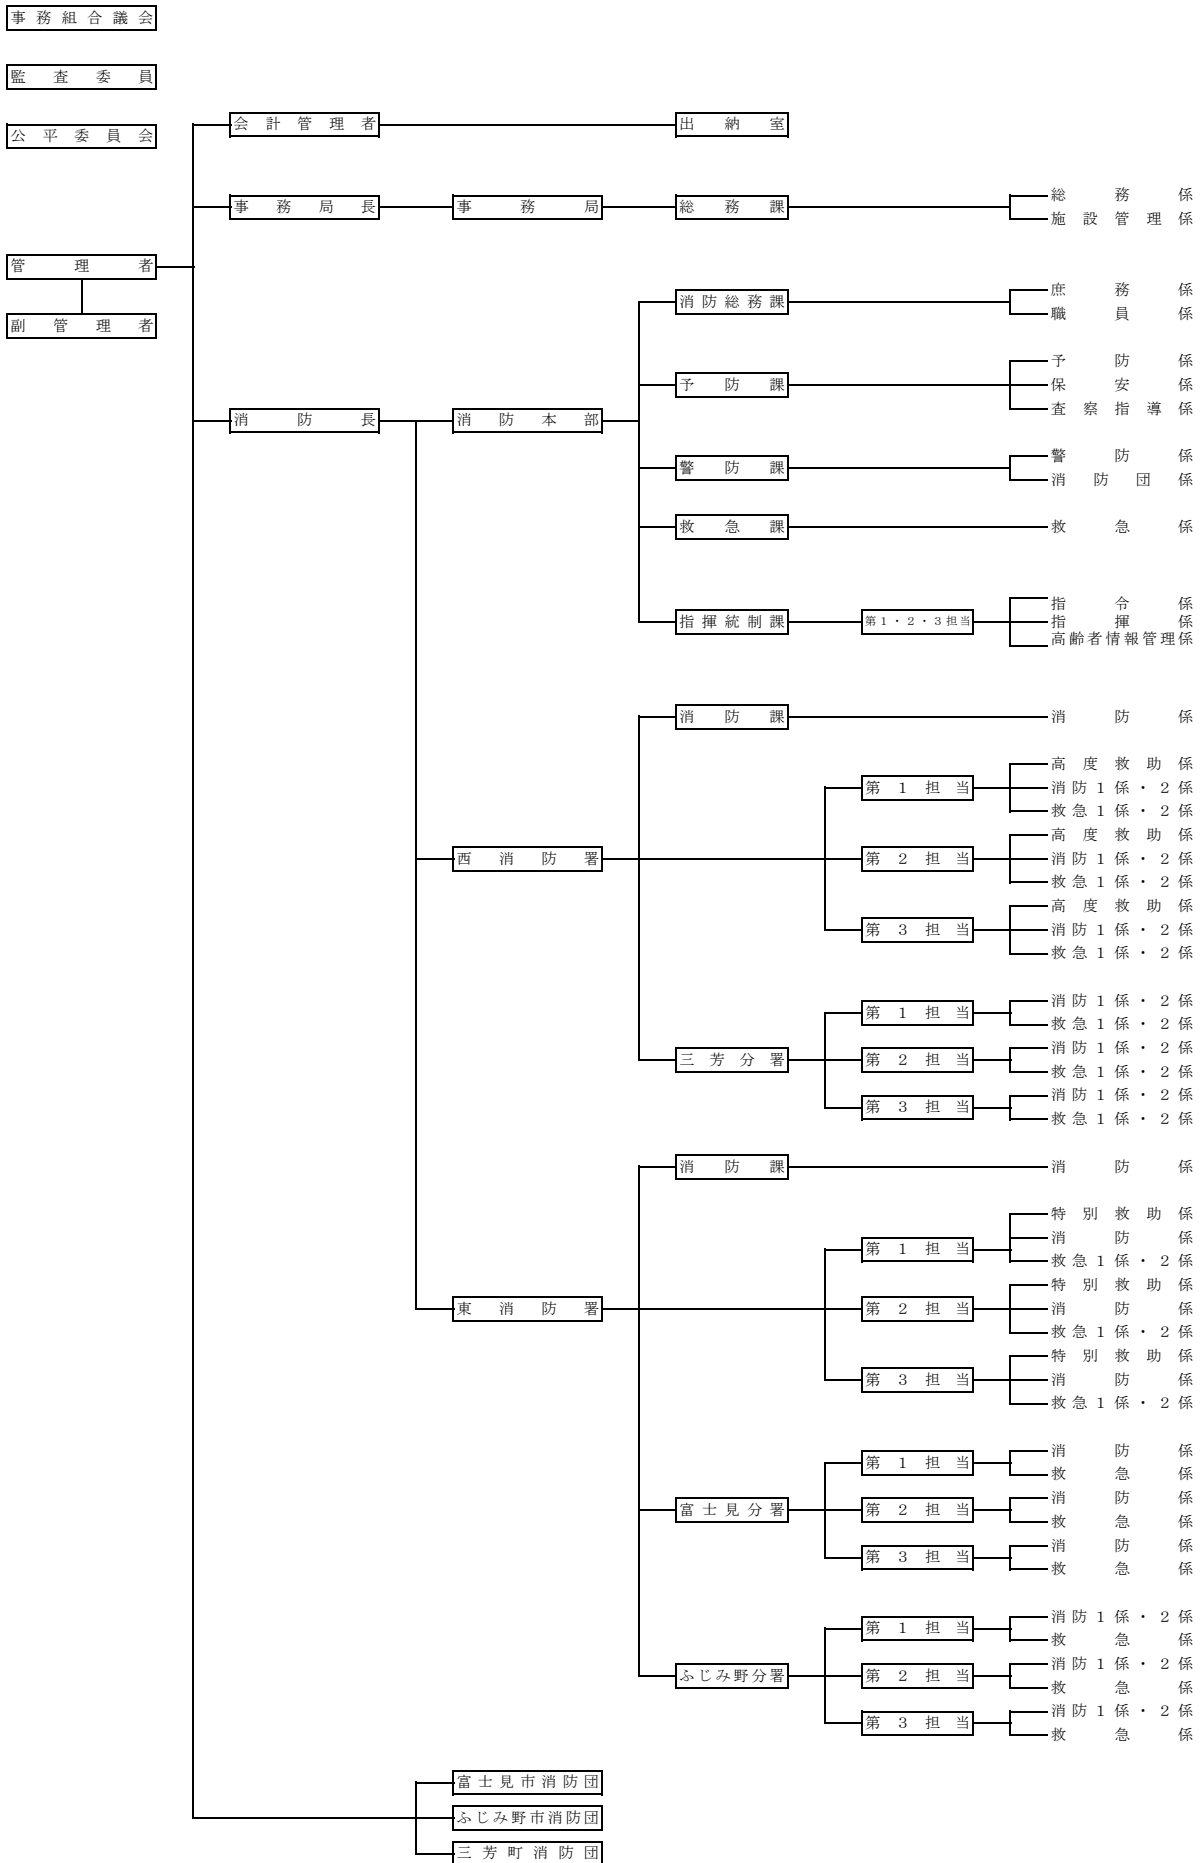 事務組合議会
監査委員
公平委員会
会計管理者 出納室
事務局長 事務局 総務課 総務係
施設管理係
管理者
副管理者
消防総務課 庶務係
職員係
予防課 予防係
保安係
査察指導係
消防長 消防本部
警防課 警防係
消防団係
救急課 救急係
指揮統制課 第1・2・3担当 指令係
指揮係
高齢者情報管理係
消防課 消防係
第1担当 高度救助係
消防1係・2係
救急1係・2係
西消防署 第2担当 高度救助係
消防1係・2係
救急1係・2係
第3担当 高度救助係
消防1係・2係
救急1係・2係
第1担当 消防1係・2係
救急1係・2係
三芳分署 第2担当 消防1係・2係
救急1係・2係
第3担当 消防1係・2係
救急1係・2係
消防課 消防係
第1担当 特別救助係
消防係
救急1係・2係
東消防署 第2担当 特別救助係
消防係
救急1係・2係
第3担当 特別救助係
消防係
救急1係・2係
第1担当 消防係
救急係
富士見分署 第2担当 消防係
救急係
第3担当 消防係
救急係
第1担当 消防1係・2係
救急係
ふじみ野分署 第2担当 消防1係・2係
救急係
第3担当 消防1係・2係
救急係
富士見市消防団
ふじみ野市消防団
三芳町消防団